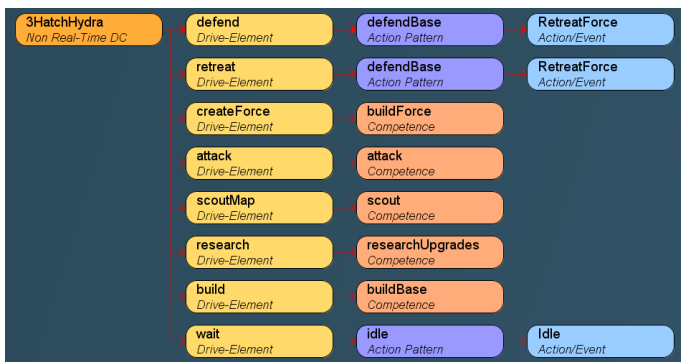 3HatchHydra
Non Real-Time DC
defend
Drive-Element
defendBase
Action Pattern
RetreatForce
Action/Event
retreat
Drive-Element
defendBase
Action Pattern
RetreatForce
Action/Event
createForce
Drive-Element
buildForce
Competence
attack
Drive-Element
attack
Competence
scoutMap
Drive-Element
scout
Competence
research
Drive-Element
researchUpgrades
Competence
build
Drive-Element
buildBase
Competence
wait
Drive-Element
idle
Action Pattern
Idle
Action/Event